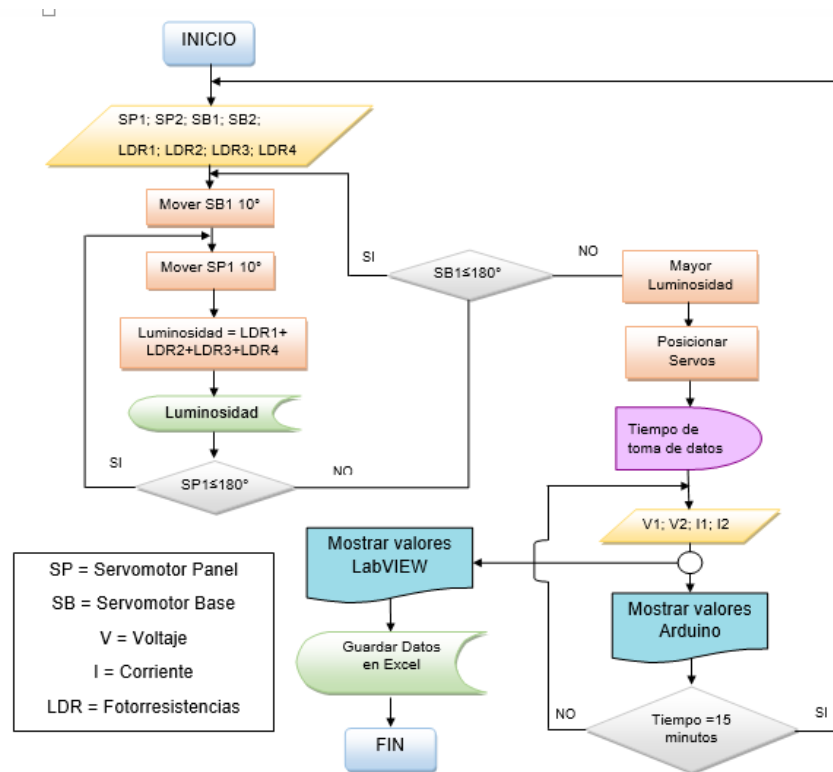 INICIO
SP1; SP2; SB1; SB2;
LDR1; LDR2; LDR3; LDR4
Mover SB1 10°
Mover SP1 10°
Luminosidad = LDR1+
LDR2+LDR3+LDR4
Luminosidad
SI
SP1≤180°
NO
SI
SB1≤180°
NO
Mayor
Luminosidad
Posicionar
Servos
Tiempo de
toma de datos
V1; V2; I1; I2
Mostrar valores
LabVIEW
Mostrar valores
Arduino
Guardar Datos
en Excel
FIN
NO
Tiempo =15
minutos
SI
SP = Servomotor Panel
SB = Servomotor Base
V = Voltaje
I = Corriente
LDR = Fotorresistencias